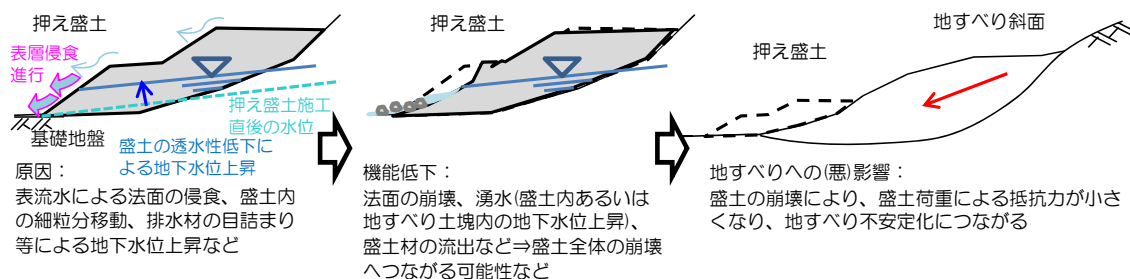 押え盛土
表層侵食
進行
押え盛土施工
直後の水位
基礎地盤
盛土の透水性低下に
よる地下水位上昇
原因：
表流水による法面の侵食、盛土内
の細粒分移動、排水材の目詰まり
等による地下水位上昇など
押え盛土
機能低下：
法面の崩壊、湧水(盛土内あるいは
地すべり土塊内の地下水位上昇)、
盛土材の流出など⇒盛土全体の崩壊
へつながる可能性など
地すべり斜面
押え盛土
地すべりへの(悪)影響：
盛土の崩壊により、盛土荷重による抵抗力が小さ
くなり、地すべり不安定化につながる